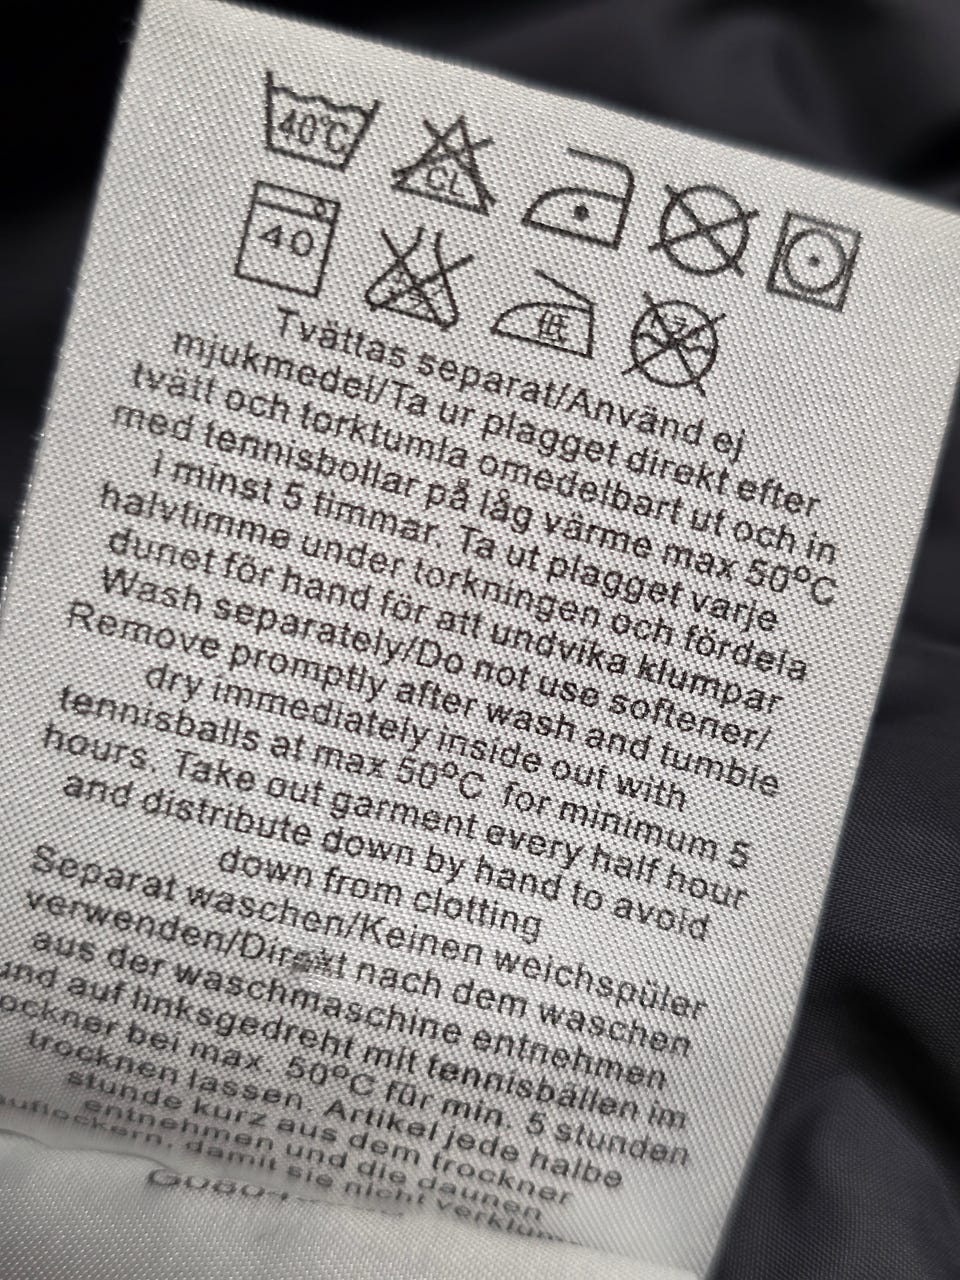 40°C
CL
40
低
Tvättas separat/Använd ej
mjukmedel/Ta ur plagget direkt efter
tvätt och torktumla omedelbart ut och in
med tennisbollar på låg värme max 50°C
i minst 5 timmar. Ta ut plagget varje
halvtimme under torkningen och fördela
dunet för hand för att undvika klumpar
Wash separately/Do not use softener/
Remove promptly after wash and tumble
dry immediately inside out with
tennisballs at max 50°C for minimum 5
hours. Take out garment every half hour
and distribute down by hand to avoid
down from clotting
Separat waschen/Keinen weichspüler
verwenden/Direkt nach dem waschen
aus der waschmaschine entnehmen
und auf linksgedreht mit tennisbällen im
ockner bei max. 50°C für min. 5 stunden
trocknen lassen. Artikel jede halbe
stunde kurz aus dem trockner
entnehmen und die daunen
auflockern, damit sie nicht verklum